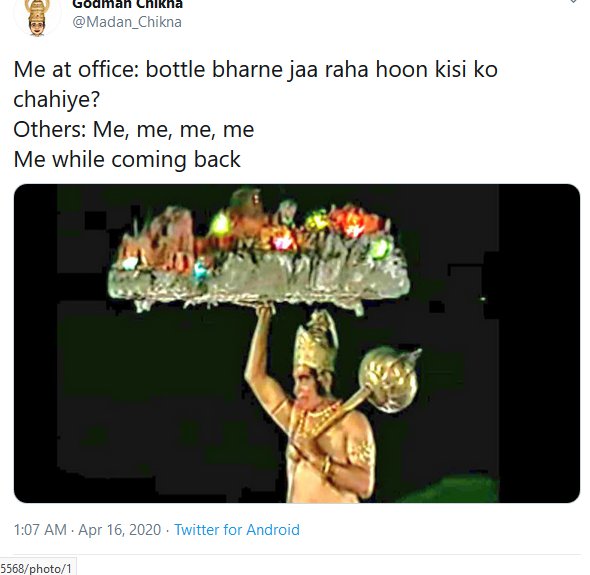 Godman Chikna
@Madan_Chikna
Me at office: bottle bharne jaa raha hoon kisi ko
chahiye?
Others: Me, me, me, me
Me while coming back
1:07 AM · Apr 16, 2020 · Twitter for Android
5568/photo/1